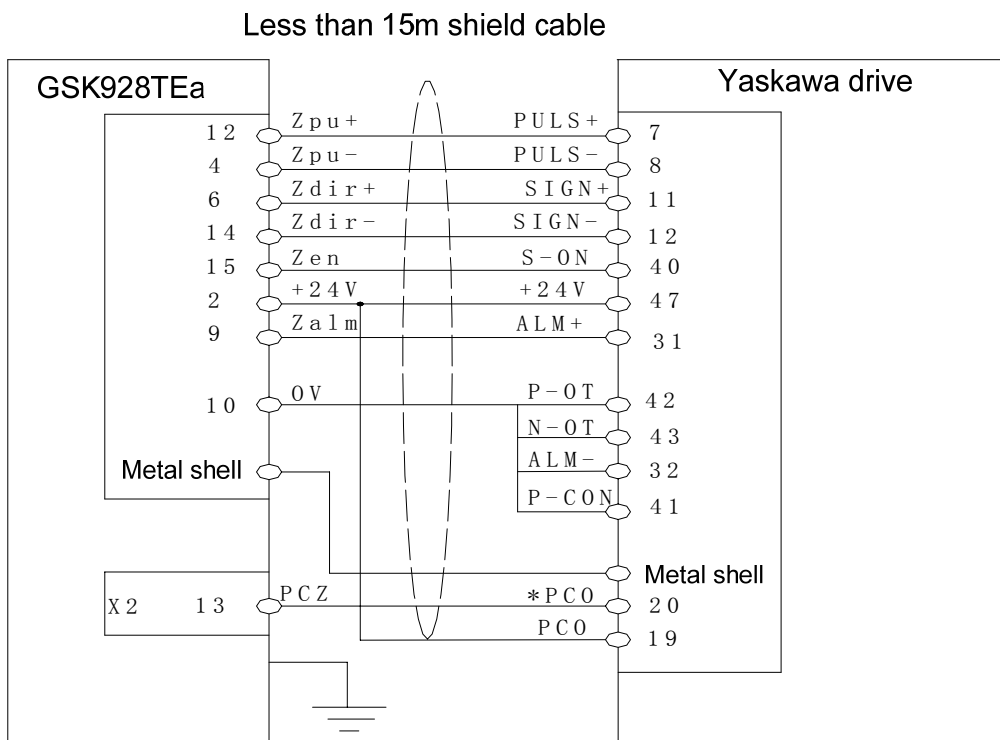 Less than 15m shield cable
GSK928TEa
Yaskawa drive
12 Zpu+ PULS+ 7
4 Zpu- PULS- 8
6 Zdir+ SIGN+ 11
14 Zdir- SIGN- 12
15 Zen S-ON 40
2 +24V +24V 47
9 Zalm ALM+ 31
10 0V P-OT 42
N-OT 43
ALM- 32
Metal shell
P-CON 41
Metal shell
X2 13 PCZ *PCO 20
PCO 19